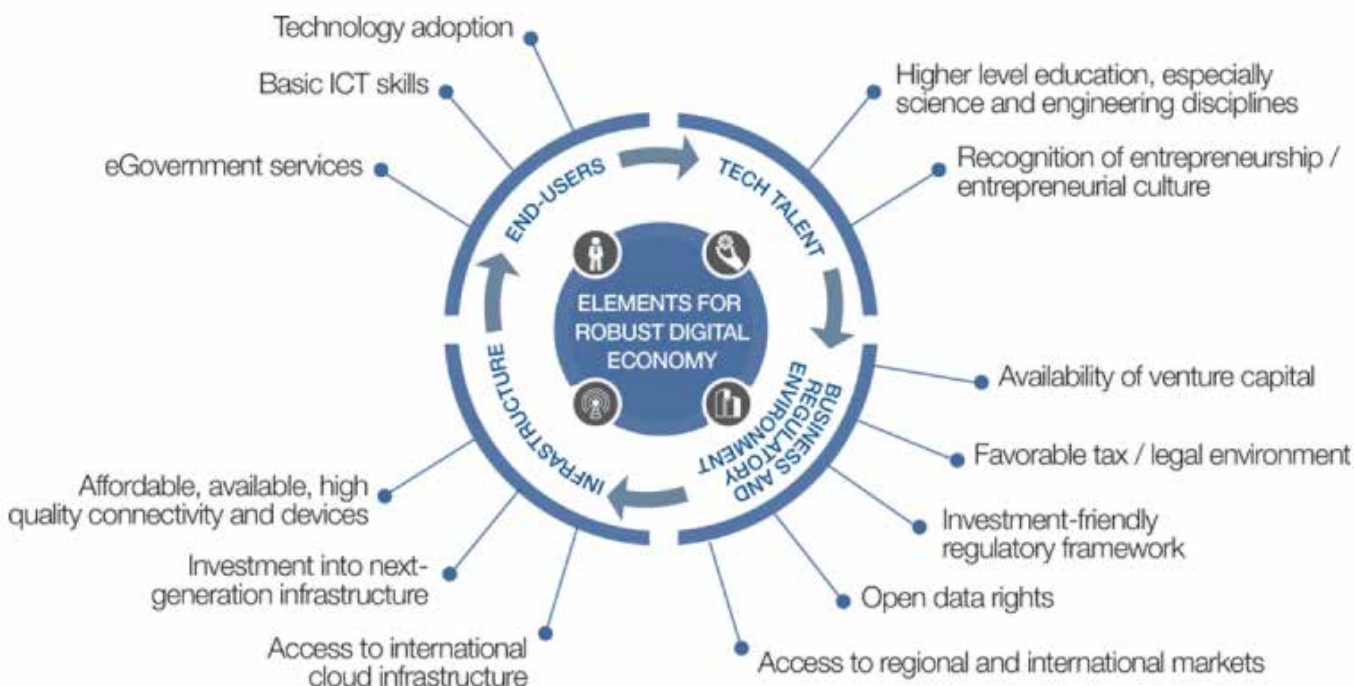 Technology adoption
Basic ICT skills
eGovernment services
Higher level education, especially
science and engineering disciplines
Recognition of entrepreneurship /
entrepreneurial culture
END-USERS
TECH TALENT
ELEMENTS FOR
ROBUST DIGITAL
ECONOMY
INFRASTRUCTURE
BUSINESS AND
REGULATORY
ENVIRONMENT
Availability of venture capital
Favorable tax / legal environment
Investment-friendly
regulatory framework
Open data rights
Access to regional and international markets
Affordable, available, high
quality connectivity and devices
Investment into next-
generation infrastructure
Access to international
cloud infrastructure